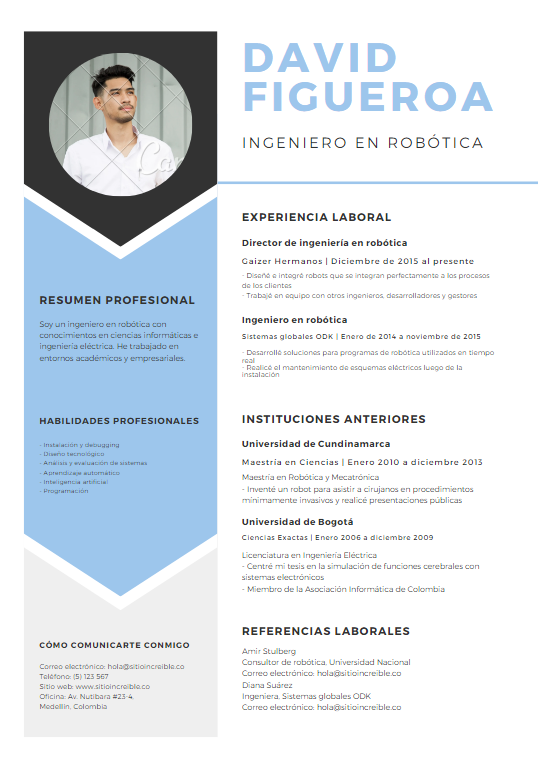 DAVID
FIGUEROA
INGENIERO EN ROBÓTICA
RESUMEN PROFESIONAL
Soy un ingeniero en robótica con
conocimientos en ciencias informáticas e
ingeniería eléctrica. He trabajado en
entornos académicos y empresariales.
HABILIDADES PROFESIONALES
- Instalación y debugging
- Diseño tecnológico
- Análisis y evaluación de sistemas
- Aprendizaje automático
- Inteligencia artificial
- Programación
CÓMO COMUNICARTE CONMIGO
Correo electrónico: hola@sitioincreible.co
Teléfono: (5) 123 567
Sitio web: www.sitioincreible.co
Oficina: Av. Nutibara #23-4,
Medellín, Colombia
EXPERIENCIA LABORAL
Director de ingeniería en robótica
Gaizer Hermanos | Diciembre de 2015 al presente
- Diseñé e integré robots que se integran perfectamente a los procesos
de los clientes
- Trabajé en equipo con otros ingenieros, desarrolladores y gestores
Ingeniero en robótica
Sistemas globales ODK | Enero de 2014 a noviembre de 2015
- Desarrollé soluciones para programas de robótica utilizados en tiempo
real
- Realicé el mantenimiento de esquemas eléctricos luego de la
instalación
INSTITUCIONES ANTERIORES
Universidad de Cundinamarca
Maestría en Ciencias | Enero 2010 a diciembre 2013
Maestría en Robótica y Mecatrónica
- Inventé un robot para asistir a cirujanos en procedimientos
mínimamente invasivos y realicé presentaciones públicas
Universidad de Bogotá
Ciencias Exactas | Enero 2006 a diciembre 2009
Licenciatura en Ingeniería Eléctrica
- Centré mi tesis en la simulación de funciones cerebrales con
sistemas electrónicos
- Miembro de la Asociación Informática de Colombia
REFERENCIAS LABORALES
Amir Stulberg
Consultor de robótica, Universidad Nacional
Correo electrónico: hola@sitioincreible.co
Diana Suárez
Ingeniera, Sistemas globales ODK
Correo electrónico: hola@sitioincreible.co